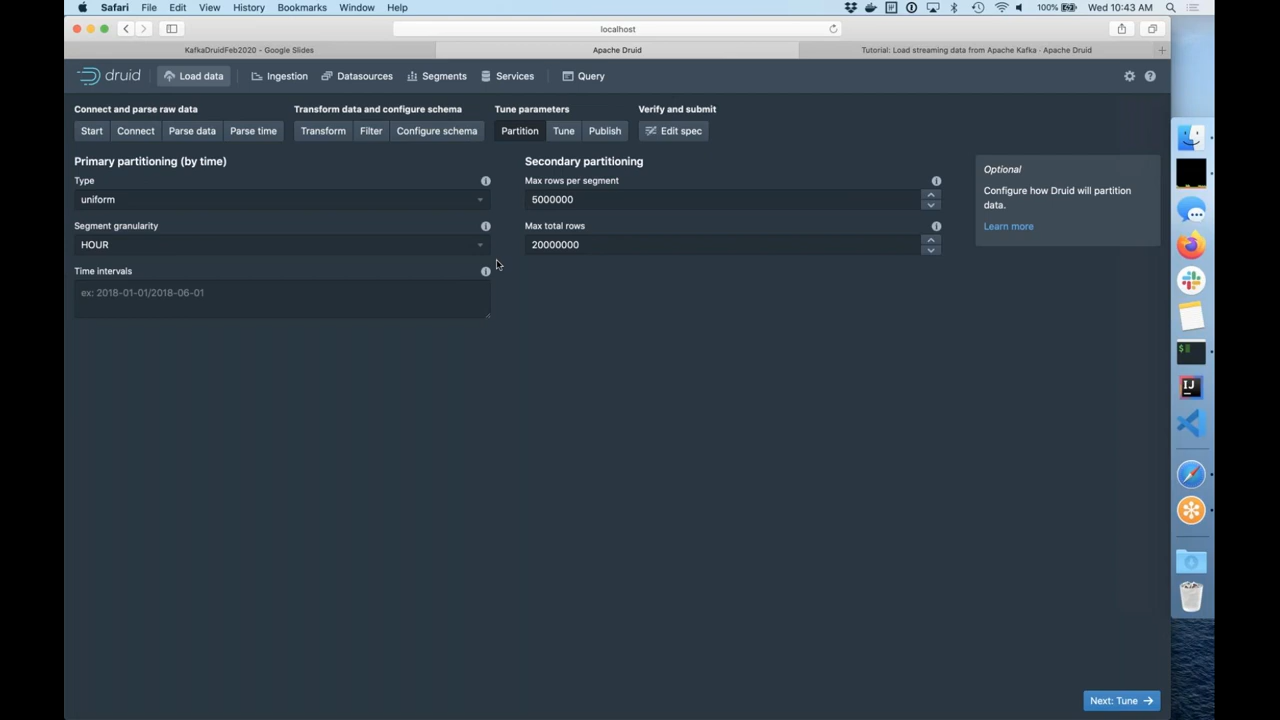 Safari File Edit View History Bookmarks Window Help 100% Wed 10:43 AM
localhost
KafkaDruidFeb2020 - Google Slides Apache Druid Tutorial: Load streaming data from Apache Kafka · Apache Druid
druid Load data Ingestion Datasources Segments Services Query
Connect and parse raw data Transform data and configure schema Tune parameters Verify and submit
Start Connect Parse data Parse time Transform Filter Configure schema Partition Tune Publish Edit spec
Primary partitioning (by time)
Type
uniform
Segment granularity
HOUR
Time intervals
ex: 2018-01-01/2018-06-01
Secondary partitioning
Max rows per segment
5000000
Max total rows
20000000
Optional
Configure how Druid will partition
data.
Learn more
$
IJ
Next: Tune